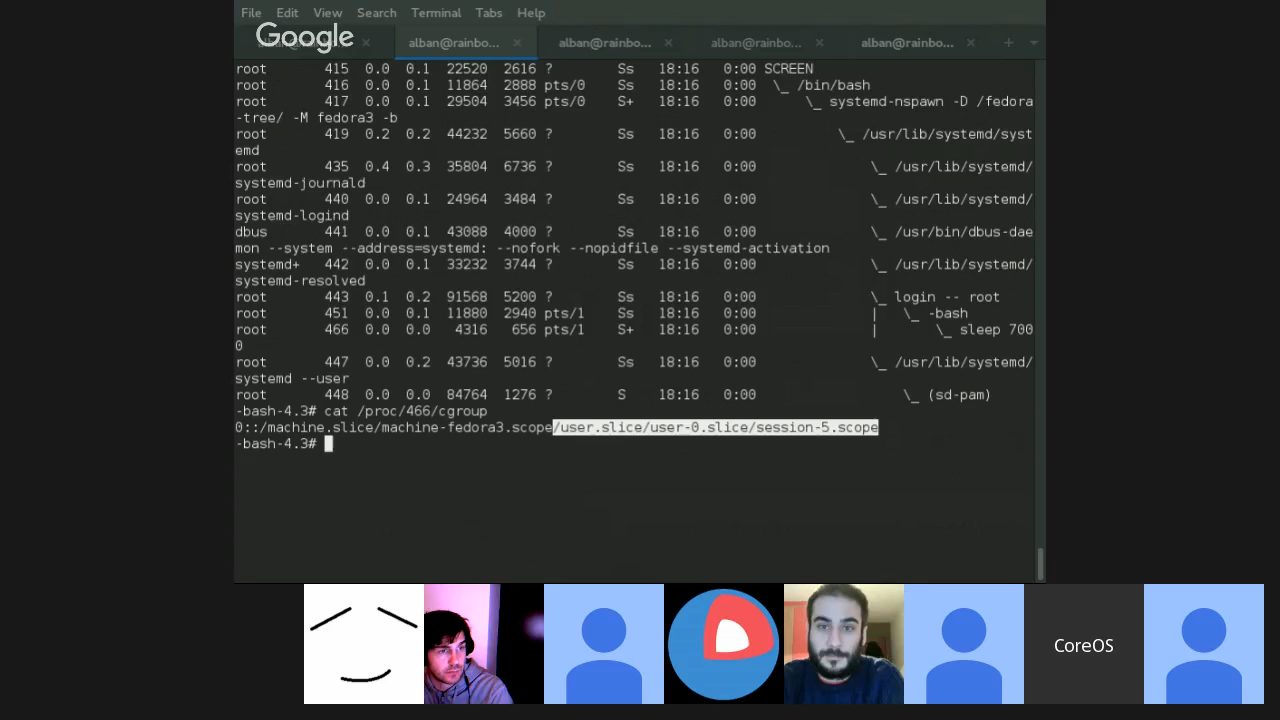 File Edit View Search Terminal Tabs Help
Google
alban@rainbo... × alban@rainbo... × alban@rainbo... × alban@rainbo... ×
root 415 0.0 0.1 22520 2616 ? Ss 18:16 0:00 SCREEN
root 416 0.0 0.1 11864 2888 pts/0 Ss 18:16 0:00 \_ /bin/bash
root 417 0.0 0.1 29504 3456 pts/0 S+ 18:16 0:00 \_ systemd-nspawn -D /fedora
-tree/ -M fedora3 -b
root 419 0.2 0.2 44232 5660 ? Ss 18:16 0:00 \_ /usr/lib/systemd/syst
emd
root 435 0.4 0.3 35804 6736 ? Ss 18:16 0:00 \_ /usr/lib/systemd/
systemd-journald
root 440 0.0 0.1 24964 3484 ? Ss 18:16 0:00 \_ /usr/lib/systemd/
systemd-logind
dbus 441 0.0 0.1 43088 4000 ? Ss 18:16 0:00 \_ /usr/bin/dbus-dae
mon --system --address=systemd: --nofork --nopidfile --systemd-activation
systemd+ 442 0.0 0.1 33232 3744 ? Ss 18:16 0:00 \_ /usr/lib/systemd/
systemd-resolved
root 443 0.1 0.2 91568 5200 ? Ss 18:16 0:00 \_ login -- root
root 451 0.0 0.1 11880 2940 pts/1 Ss 18:16 0:00 | \_ -bash
root 466 0.0 0.0 4316 656 pts/1 S+ 18:16 0:00 | \_ sleep 700
0
root 447 0.0 0.2 43736 5016 ? Ss 18:16 0:00 \_ /usr/lib/systemd/
systemd --user
root 448 0.0 0.0 84764 1276 ? S 18:16 0:00 \_ (sd-pam)
-bash-4.3# cat /proc/466/cgroup
0::/machine.slice/machine-fedora3.scope/user.slice/user-0.slice/session-5.scope
-bash-4.3#
CoreOS